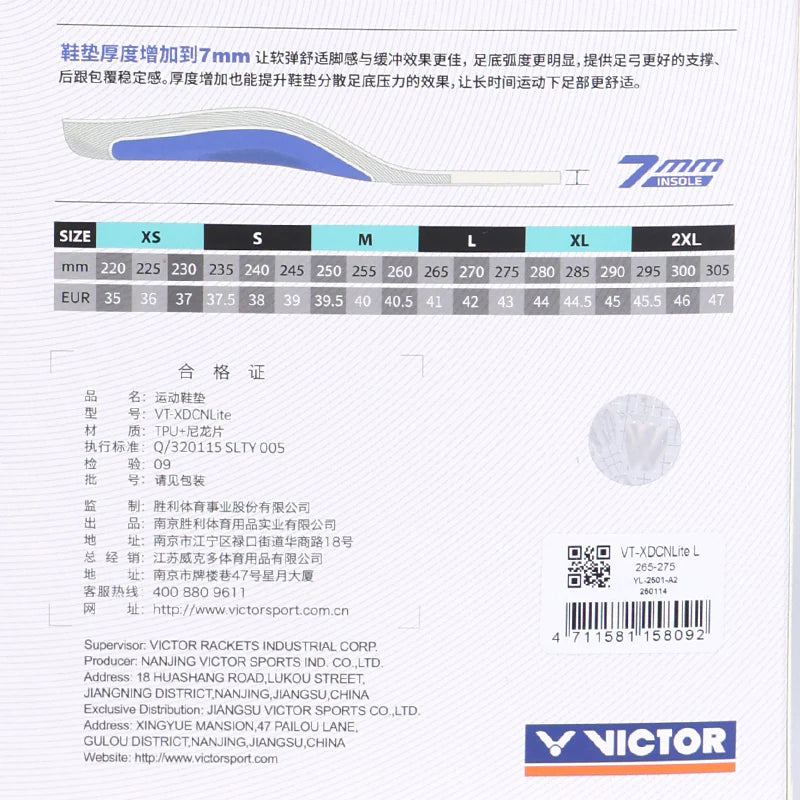 鞋垫厚度增加到7mm 让软弹舒适脚感与缓冲效果更佳，足底弧度更明显，提供足弓更好的支撑、
后跟包覆稳定感。厚度增加也能提升鞋垫分散足底压力的效果，让长时间运动下足部更舒适。
7mm
INSOLE
SIZE XS S M L XL 2XL
mm 220 225 230 235 240 245 250 255 260 265 270 275 280 285 290 295 300 305
EUR 35 36 37 37.5 38 39 39.5 40 40.5 41 42 43 44 44.5 45 45.5 46 47
合 格 证
品 名：运动鞋垫
型 号：VT-XDCNLite
材 质：TPU+尼龙片
执行标准：Q/320115 SLTY 005
检 验：09
批 号：请见包装
监 制：胜利体育事业股份有限公司
出 品：南京胜利体育用品实业有限公司
地 址：南京市江宁区禄口街道华商路18号
总 经 销：江苏威克多体育用品有限公司
地 址：南京市牌楼巷47号星月大厦
客服热线：400 880 9611
网 址：http://www.victorsport.com.cn
Supervisor: VICTOR RACKETS INDUSTRIAL CORP.
Producer: NANJING VICTOR SPORTS IND. CO.,LTD.
Address: 18 HUASHANG ROAD,LUKOU STREET,
JIANGNING DISTRICT,NANJING,JIANGSU,CHINA
Exclusive Distribution: JIANGSU VICTOR SPORTS CO.,LTD.
Address: XINGYUE MANSION,47 PAILOU LANE,
GULOU DISTRICT,NANJING,JIANGSU,CHINA
Website: http://www.victorsport.com
VT-XDCNLite L
265-275
YL-2501-A2
250114
4 711581 158092
VICTOR